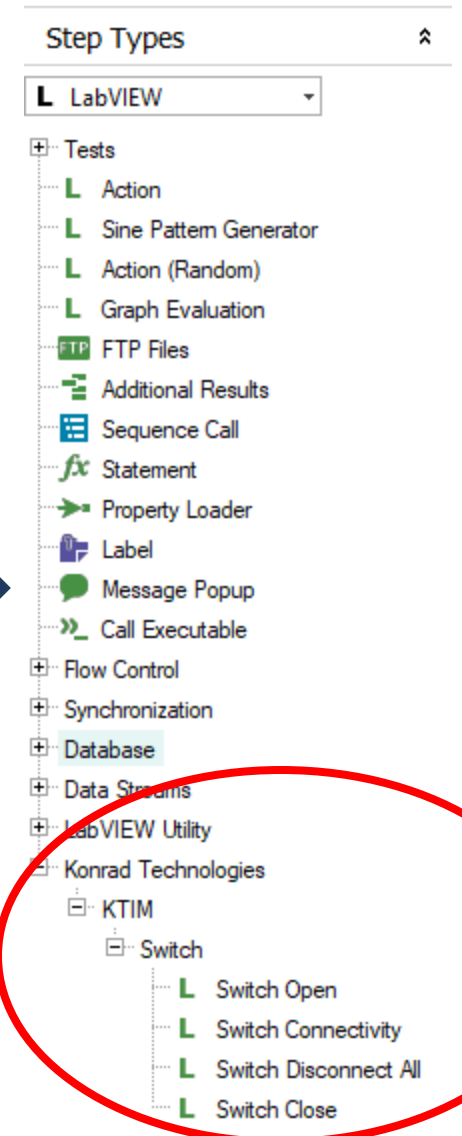 Step Types
L LabVIEW
Tests
L Action
L Sine Pattern Generator
L Action (Random)
L Graph Evaluation
FTP FTP Files
Additional Results
Sequence Call
fx Statement
Property Loader
Label
Message Popup
Call Executable
Flow Control
Synchronization
Database
Data Streams
LabVIEW Utility
Konrad Technologies
KTIM
Switch
L Switch Open
L Switch Connectivity
L Switch Disconnect All
L Switch Close